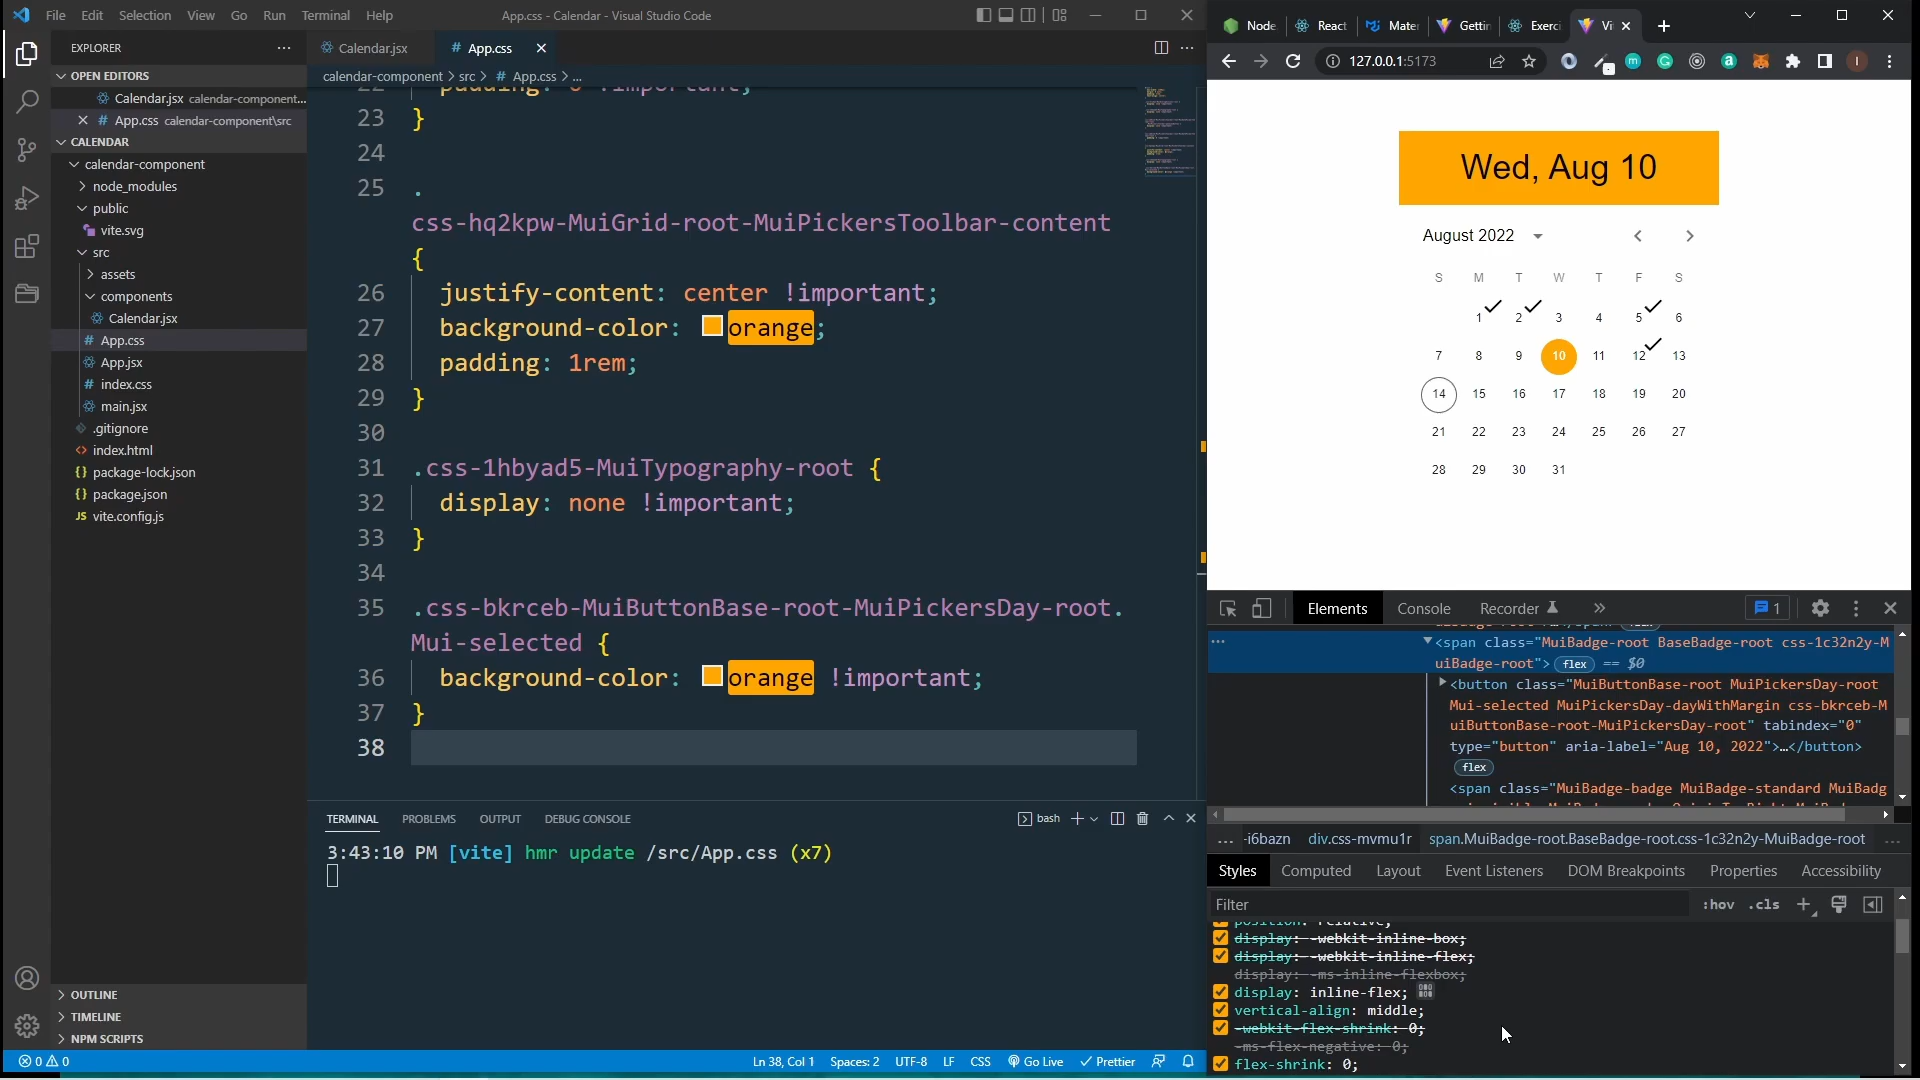 File Edit Selection View Go Run Terminal Help
App.css - Calendar - Visual Studio Code
EXPLORER
OPEN EDITORS
Calendar.jsx calendar-component...
App.css calendar-component\src
CALENDAR
calendar-component
node_modules
public
vite.svg
src
assets
components
Calendar.jsx
App.css
App.jsx
index.css
main.jsx
.gitignore
index.html
package-lock.json
package.json
JS vite.config.js
OUTLINE
TIMELINE
NPM SCRIPTS
Calendar.jsx
# App.css
calendar-component > src > # App.css > ...
23 }
24
25 .
css-hq2kpw-MuiGrid-root-MuiPickersToolbar-content
{
26 justify-content: center !important;
27 background-color: orange;
28 padding: 1rem;
29 }
30
31 .css-1hbyad5-MuiTypography-root {
32 display: none !important;
33 }
34
35 .css-bkrceb-MuiButtonBase-root-MuiPickersDay-root.
Mui-selected {
36 background-color: orange !important;
37 }
38
TERMINAL PROBLEMS OUTPUT DEBUG CONSOLE
bash
3:43:10 PM [vite] hmr update /src/App.css (x7)
0 0
Ln 38, Col 1 Spaces: 2 UTF-8 LF CSS Go Live Prettier
Node React Mater Gettin Exerci Vi
127.0.0.1:5173
Wed, Aug 10
August 2022
S M T W T F S
1 2 3 4 5 6
7 8 9 10 11 12 13
14 15 16 17 18 19 20
21 22 23 24 25 26 27
28 29 30 31
Elements Console Recorder » 1
<span class="MuiBadge-root BaseBadge-root css-1c32n2y-M
uiBadge-root"> flex == $0
<button class="MuiButtonBase-root MuiPickersDay-root
Mui-selected MuiPickersDay-dayWithMargin css-bkrceb-M
uiButtonBase-root-MuiPickersDay-root" tabindex="0"
type="button" aria-label="Aug 10, 2022">…</button>
flex
<span class="MuiBadge-badge MuiBadge-standard MuiBadg
... -i6bazn div.css-mvmu1r span.MuiBadge-root.BaseBadge-root.css-1c32n2y-MuiBadge-root ...
Styles Computed Layout Event Listeners DOM Breakpoints Properties Accessibility
Filter :hov .cls
position: relative;
display: -webkit-inline-box;
display: -webkit-inline-flex;
display: -ms-inline-flexbox;
display: inline-flex;
vertical-align: middle;
-webkit-flex-shrink: 0;
-ms-flex-negative: 0;
flex-shrink: 0;